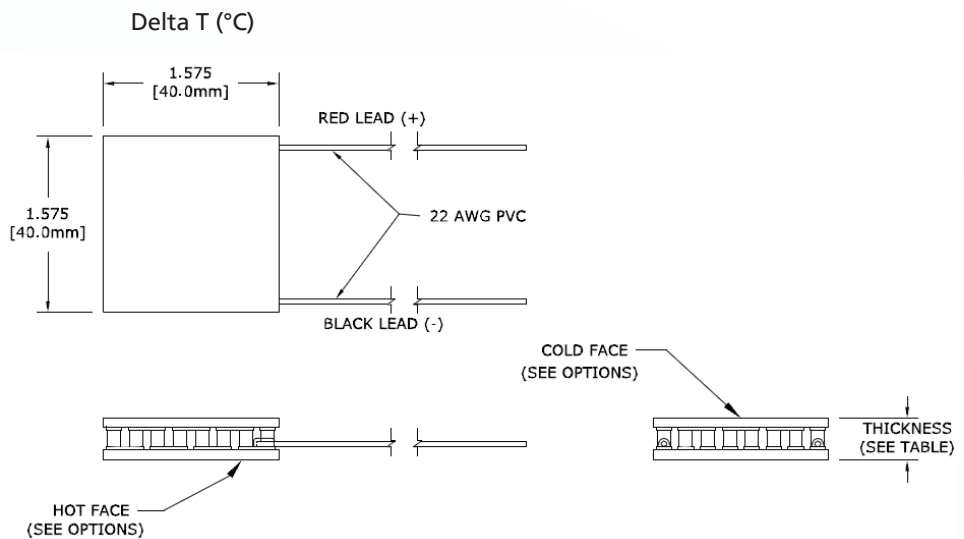 Delta T (°C)
1.575
[40.0mm]
RED LEAD (+)
1.575
[40.0mm]
22 AWG PVC
BLACK LEAD (-)
COLD FACE
(SEE OPTIONS)
THICKNESS
(SEE TABLE)
HOT FACE
(SEE OPTIONS)